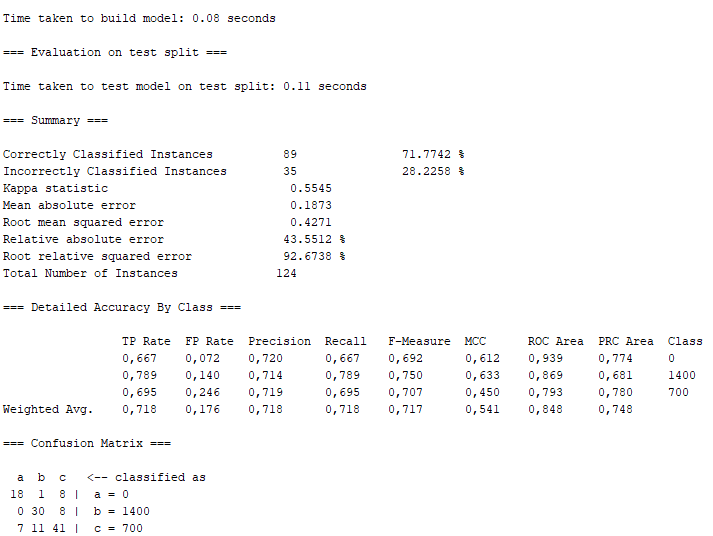 Time taken to build model: 0.08 seconds
=== Evaluation on test split ===
Time taken to test model on test split: 0.11 seconds
=== Summary ===
Correctly Classified Instances 89 71.7742 %
Incorrectly Classified Instances 35 28.2258 %
Kappa statistic 0.5545
Mean absolute error 0.1873
Root mean squared error 0.4271
Relative absolute error 43.5512 %
Root relative squared error 92.6738 %
Total Number of Instances 124
=== Detailed Accuracy By Class ===
TP Rate FP Rate Precision Recall F-Measure MCC ROC Area PRC Area Class
0,667 0,072 0,720 0,667 0,692 0,612 0,939 0,774 0
0,789 0,140 0,714 0,789 0,750 0,633 0,869 0,681 1400
0,695 0,246 0,719 0,695 0,707 0,450 0,793 0,780 700
Weighted Avg. 0,718 0,176 0,718 0,718 0,717 0,541 0,848 0,748
=== Confusion Matrix ===
a b c <-- classified as
18 1 8 | a = 0
0 30 8 | b = 1400
7 11 41 | c = 700